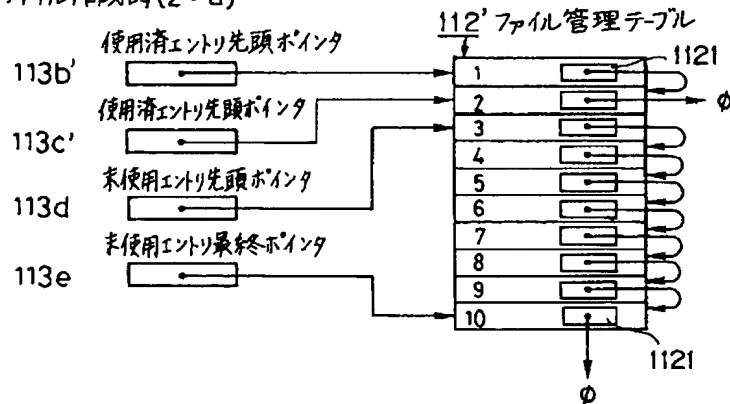 112' ファイル管理テーブル
1121
使用済エントリ先頭ポインタ
113b'
使用済エントリ先頭ポインタ
113c'
未使用エントリ先頭ポインタ
113d
未使用エントリ最終ポインタ
113e
1
2
3
4
5
6
7
8
9
10
φ
1121
φ